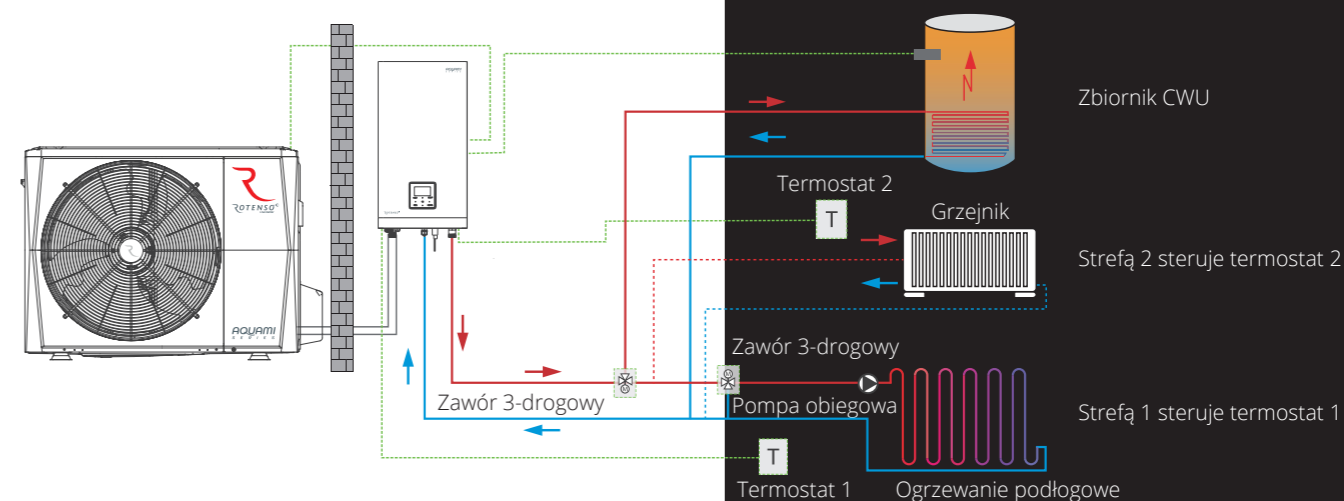 Zbiornik CWU
Termostat 2
T
Grzejnik
Strefą 2 steruje termostat 2
ROTENSO
AQUAMI
SERIES
Zawór 3-drogowy
Zawór 3-drogowy
Pompa obiegowa
Strefą 1 steruje termostat 1
T
Termostat 1
Ogrzewanie podłogowe